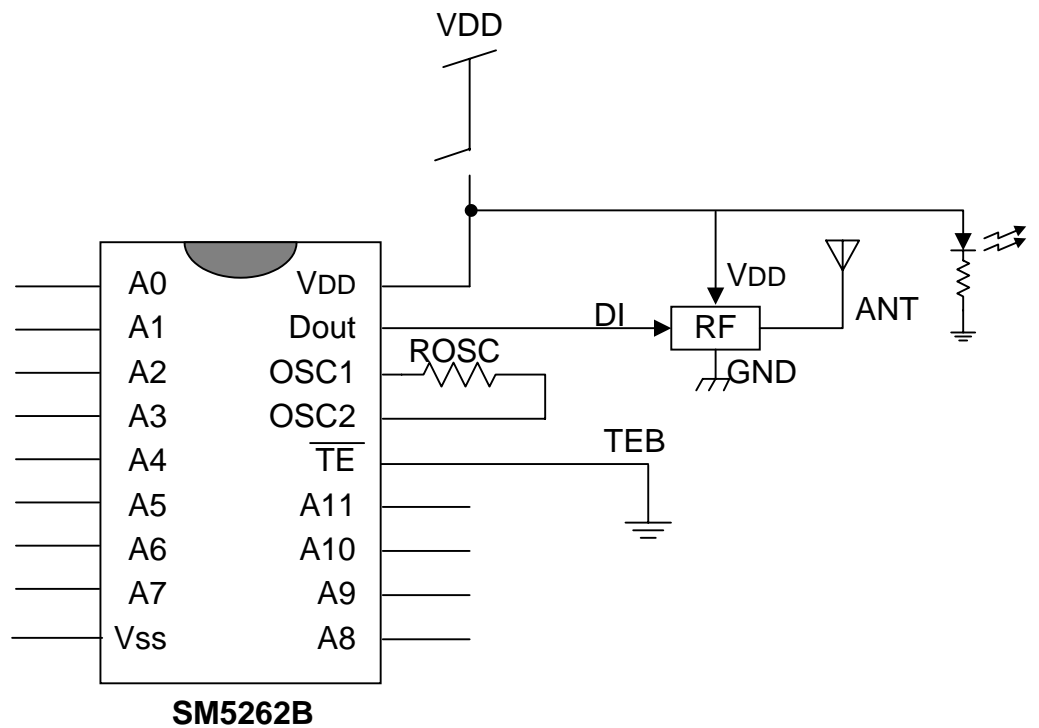 VDD
A0
VDD
A1
Dout
DI
VDD
RF
ANT
A2
OSC1
ROSC
GND
A3
OSC2
A4
TE
TEB
A5
A11
A6
A10
A7
A9
Vss
A8
SM5262B